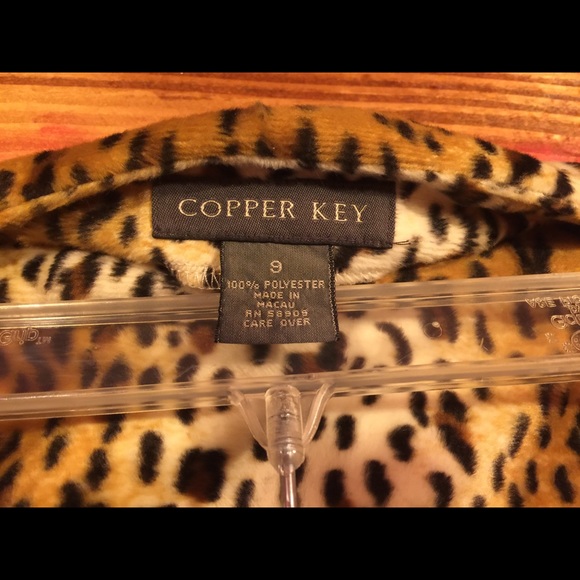 COPPER KEY
9
100% POLYESTER
MADE IN
MACAU
RN 58905
CARE OVER